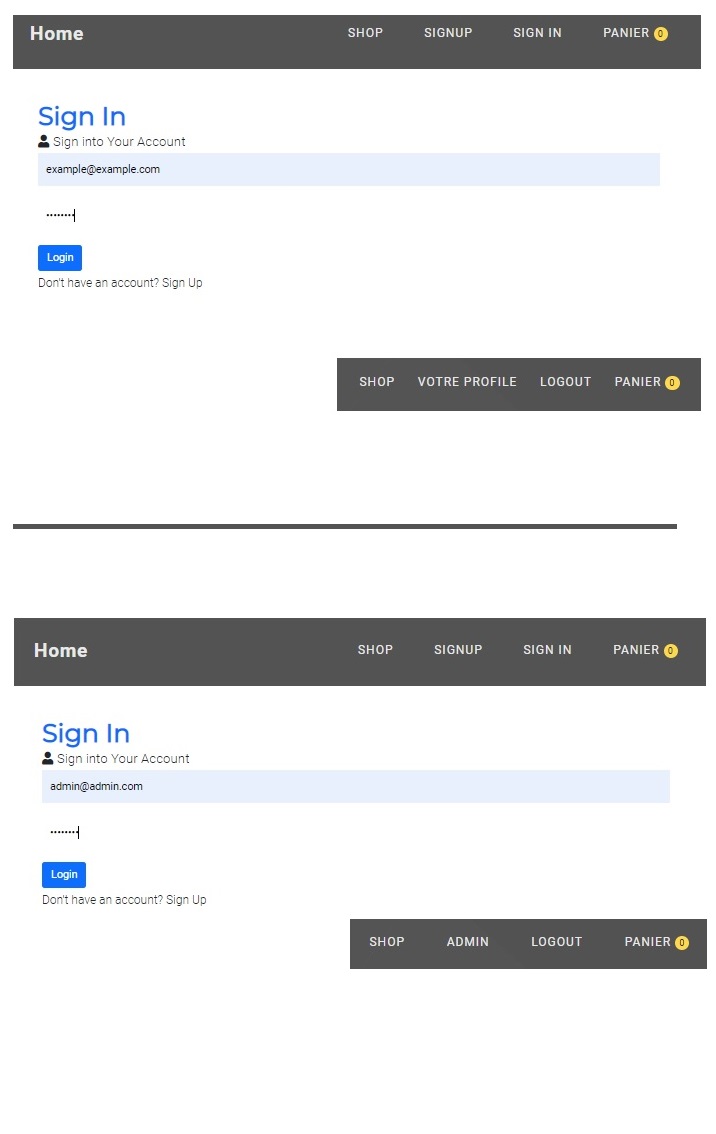 Home SHOP SIGNUP SIGN IN PANIER 0
Sign In
Sign into Your Account
example@example.com
Login
Don't have an account? Sign Up
SHOP VOTRE PROFILE LOGOUT PANIER 0
Home SHOP SIGNUP SIGN IN PANIER 0
Sign In
Sign into Your Account
admin@admin.com
Login
Don't have an account? Sign Up
SHOP ADMIN LOGOUT PANIER 0